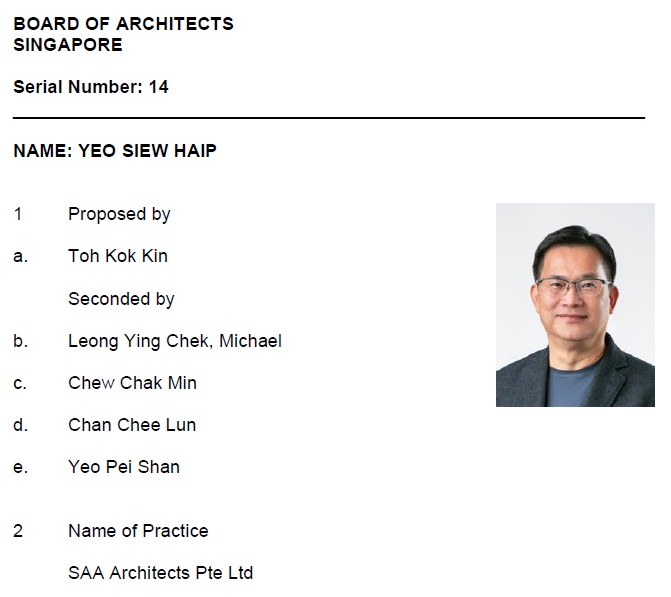 BOARD OF ARCHITECTS
SINGAPORE
Serial Number: 14
NAME: YEO SIEW HAIP
1 Proposed by
a. Toh Kok Kin
Seconded by
b. Leong Ying Chek, Michael
c. Chew Chak Min
d. Chan Chee Lun
e. Yeo Pei Shan
2 Name of Practice
SAA Architects Pte Ltd